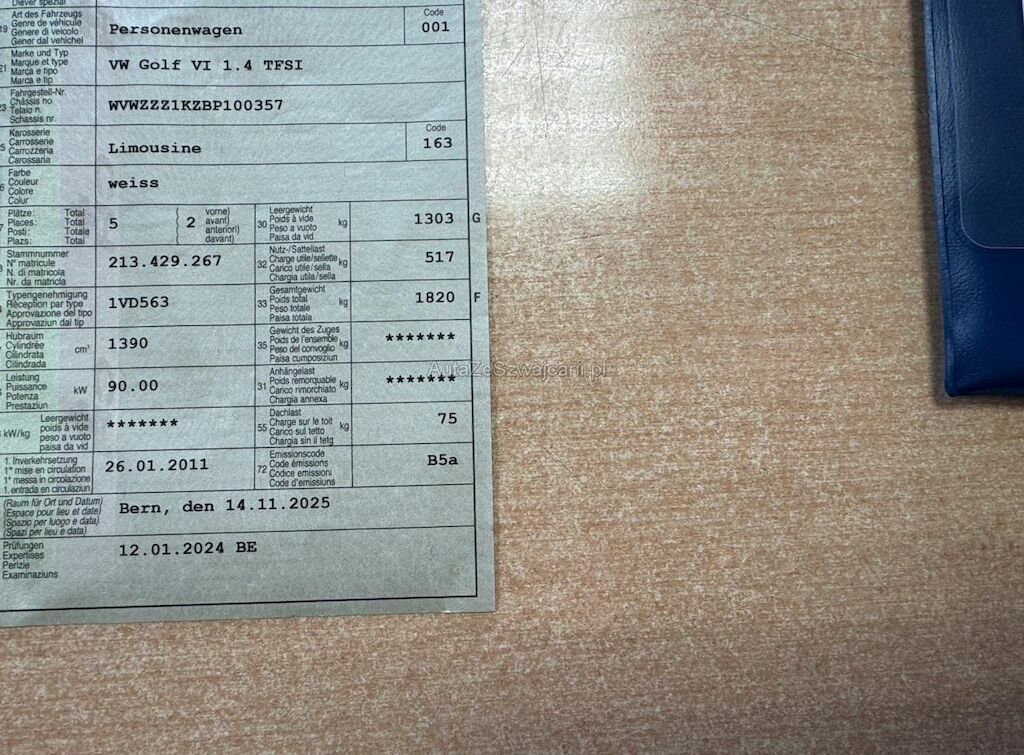 Diever spezial
19
Art des Fahrzeugs
Genre de véhicule
Genere di veicolo
Gener dal vehichel
Personenwagen
Code
001
21
Marke und Typ
Marque et type
Marca e tipo
Marca e tip
VW Golf VI 1.4 TFSI
23
Fahrgestell-Nr.
Châssis no
Telaio n.
Schassis nr.
WVWZZZ1KZBP100357
Karosserie
Carrosserie
Carrozzeria
Carossaria
Limousine
Code
163
Farbe
Couleur
Colore
Colur
weiss
Plätze: Total
Places: Total
Posti: Totale
Plazs: Total
5
2
vorne)
avant)
anteriori)
davant)
30
Leergewicht
Poids à vide
Peso a vuoto
Paisa da vid
kg
1303 G
Stammnummer
N° matricule
N. di matricola
Nr. da matricla
213.429.267
32
Nutz-/Sattellast
Charge utile/sellette
Carico utile/sella
Chargia utila/sella
kg
517
Typengenehmigung
Réception par type
Approvazione del tipo
Approvaziun dal tip
1VD563
33
Gesamtgewicht
Poids total
Peso totale
Paisa totala
kg
1820 F
Hubraum
Cylindrée
Cilindrata
Cilindrada
cm³
1390
35
Gewicht des Zuges
Poids de l'ensemble
Peso del convoglio
Paisa cumposiziun
kg
*******
Leistung
Puissance
Potenza
Prestaziun
kW
90.00
31
Anhängelast
Poids remorquable
Carico rimorchiato
Chargia annexa
kg
*******
kW/kg
Leergewicht
poids à vide
peso a vuoto
paisa da vid
*******
55
Dachlast
Charge sur le toit
Carico sul tetto
Chargia sin il tetg
kg
75
1. Inverkehrsetzung
1re mise en circulation
1a messa in circolazione
1. entrada en circulaziun
26.01.2011
72
Emissionscode
Code émissions
Codice emissioni
Code d'emissiuns
B5a
(Raum für Ort und Datum)
(Espace pour lieu et date)
(Spazio per luogo e data)
(Spazi per lieu e data)
Bern, den 14.11.2025
Prüfungen
Expertises
Perizie
Examinaziuns
12.01.2024 BE
AutaZeSzwajcarii.pl